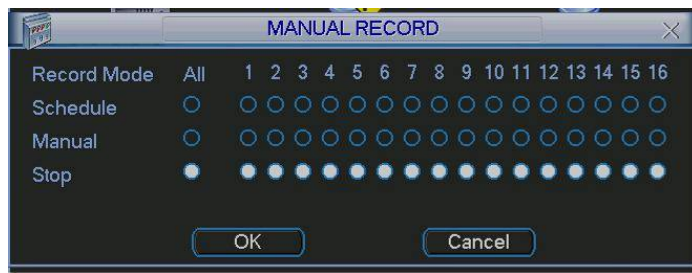 MANUAL RECORD
Record Mode All 1 2 3 4 5 6 7 8 9 10 11 12 13 14 15 16
Schedule
Manual
Stop
OK Cancel